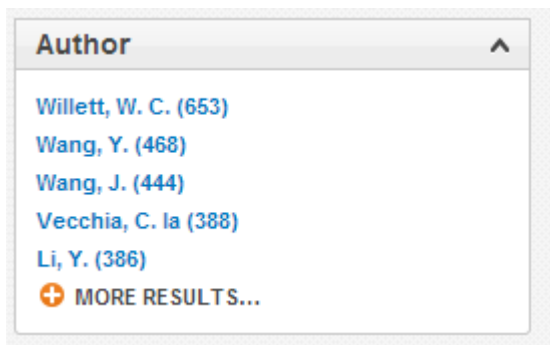 Author
Willett, W. C. (653)
Wang, Y. (468)
Wang, J. (444)
Vecchia, C. la (388)
Li, Y. (386)
MORE RESULTS...